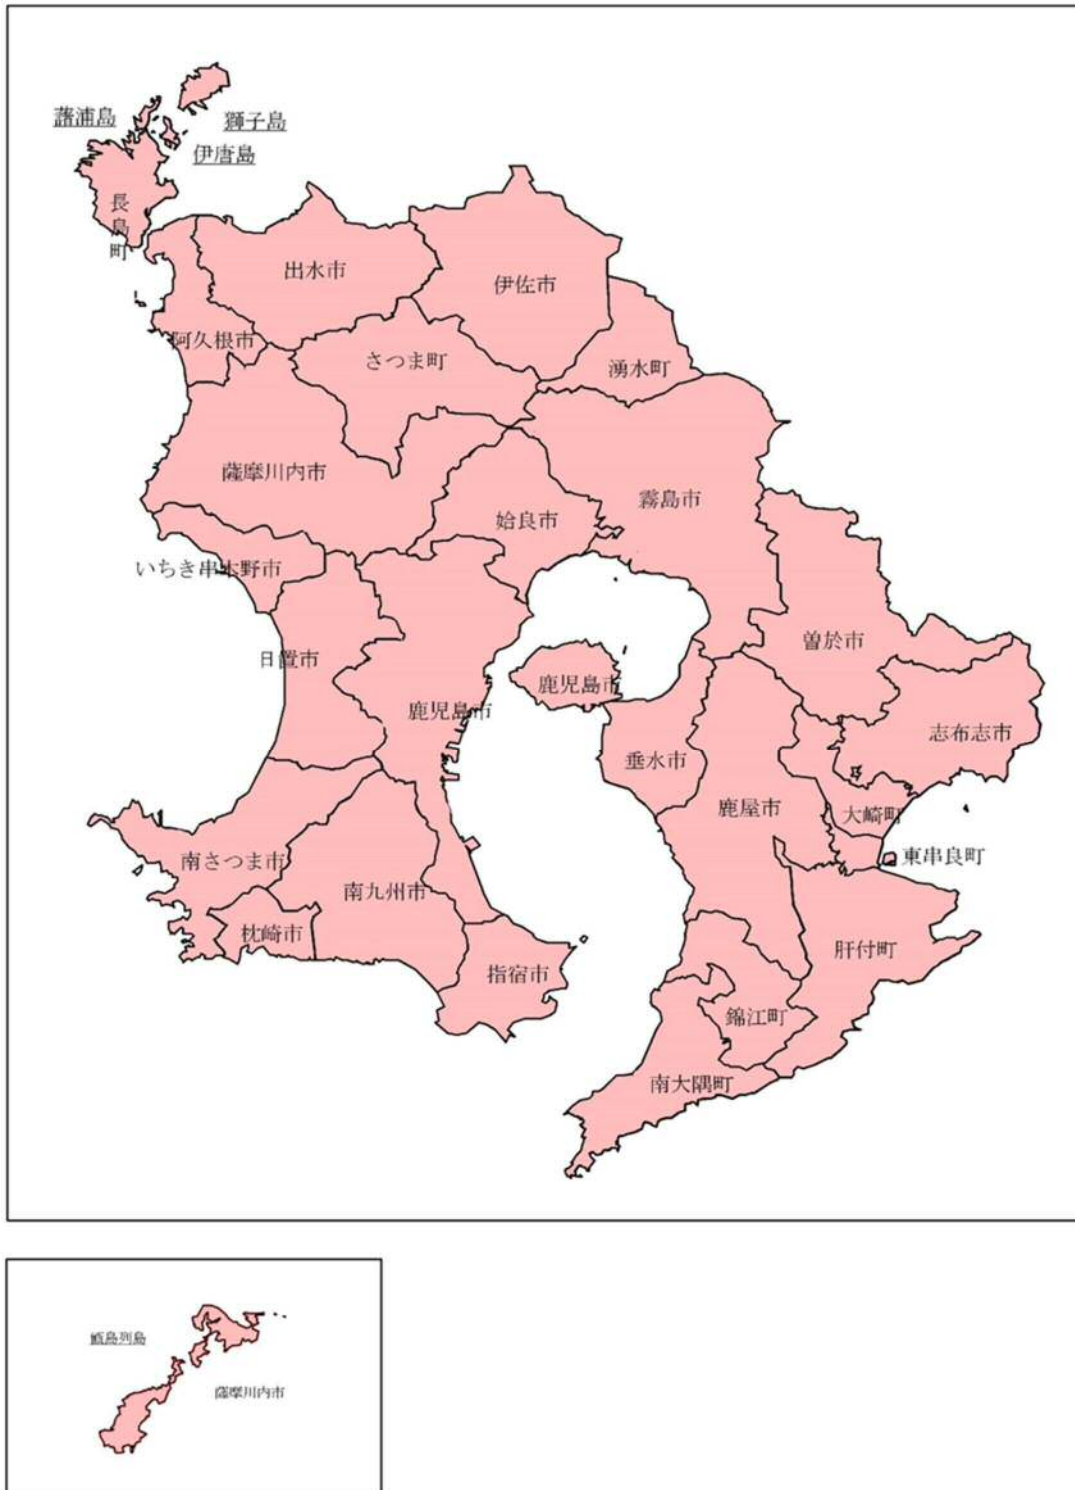 獅子島
藷浦島
伊唐島
長島町
出水市
伊佐市
阿久根市
さつま町
湧水町
薩摩川内市
霧島市
姶良市
いちき串木野市
曽於市
日置市
鹿児島市
鹿児島市
志布志市
垂水市
鹿屋市
大崎町
東串良町
南さつま市
南九州市
枕崎市
肝付町
指宿市
錦江町
南大隅町
甑島列島
薩摩川内市